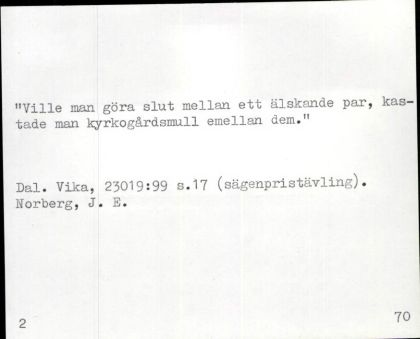 "Ville man göra slut mellan ett älskande par, kas-
tade man kyrkogårdsmull emellan dem."
Dal. Vika, 23019:99 s.17 (sägenpristävling).
Norberg, J. E.
2
70